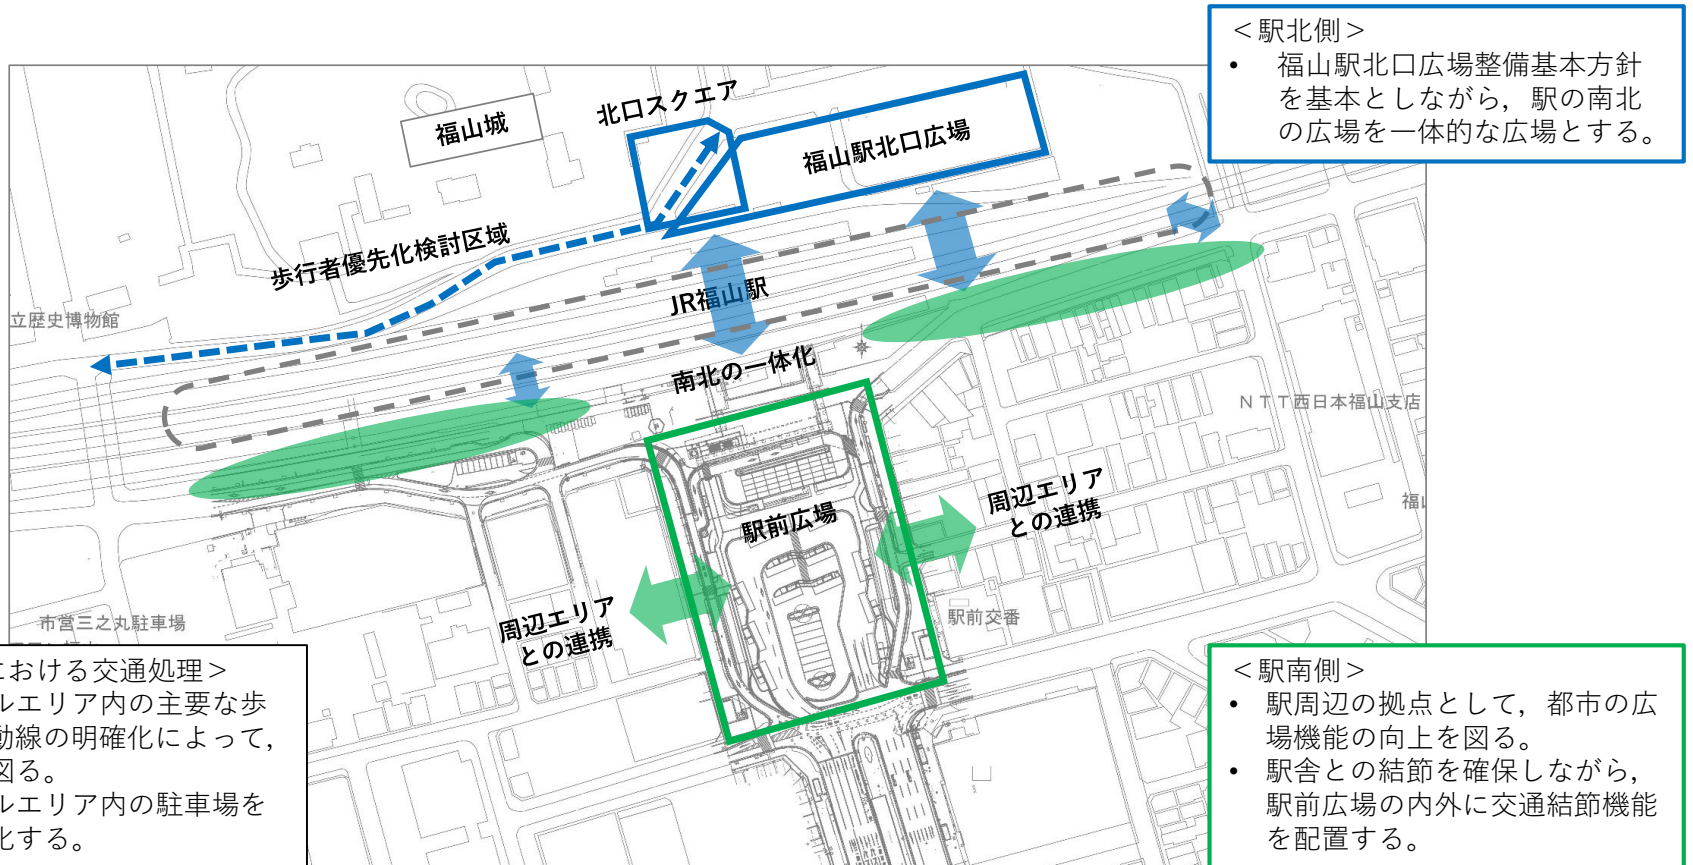 ＜駅北側＞
• 福山駅北口広場整備基本方針
を基本としながら，駅の南北
の広場を一体的な広場とする。
北口スクエア
福山城
福山駅北口広場
歩行者優先化検討区域
JR福山駅
立歴史博物館
南北の一体化
ＮＴＴ西日本福山支店
周辺エリア
との連携
福山
駅前広場
周辺エリア
との連携
駅前交番
市営三之丸駐車場
における交通処理＞
ルエリア内の主要な歩
動線の明確化によって，
図る。
ルエリア内の駐車場を
化する。
＜駅南側＞
• 駅周辺の拠点として，都市の広
場機能の向上を図る。
• 駅舎との結節を確保しながら，
駅前広場の内外に交通結節機能
を配置する。